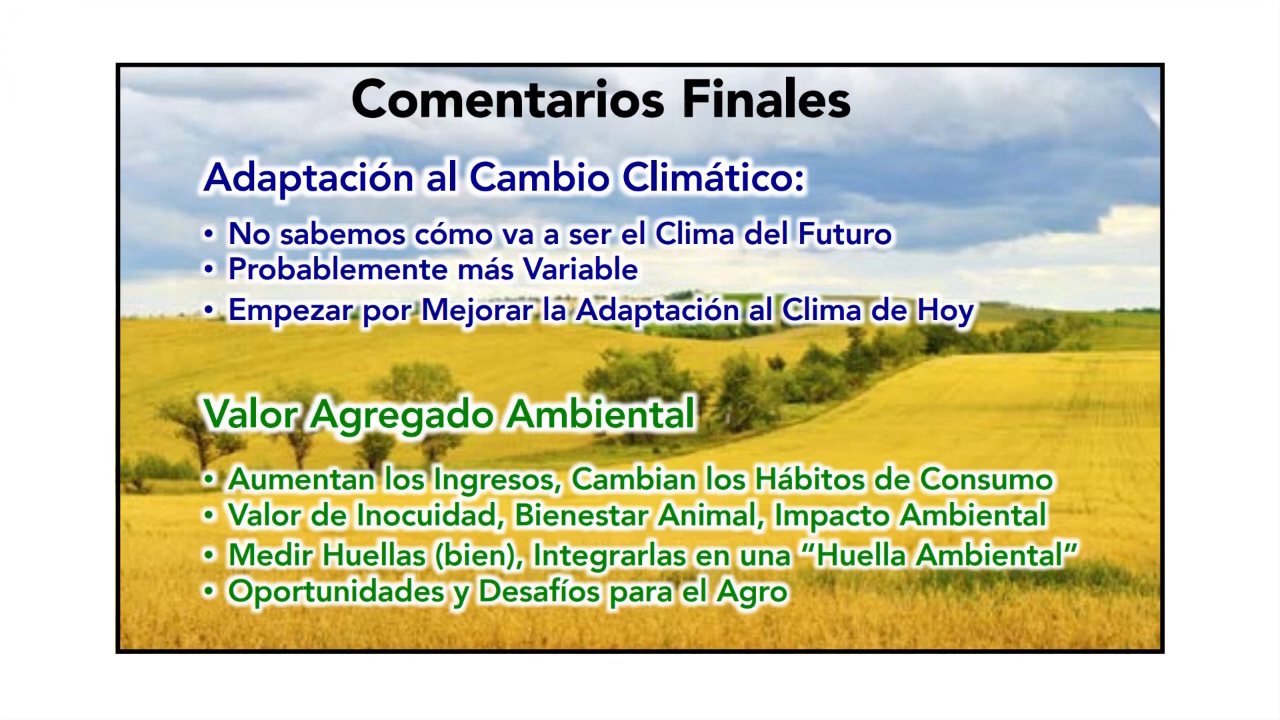 Comentarios Finales
Adaptación al Cambio Climático:
• No sabemos cómo va a ser el Clima del Futuro
• Probablemente más Variable
• Empezar por Mejorar la Adaptación al Clima de Hoy
Valor Agregado Ambiental
• Aumentan los Ingresos, Cambian los Hábitos de Consumo
• Valor de Inocuidad, Bienestar Animal, Impacto Ambiental
• Medir Huellas (bien), Integrarlas en una “Huella Ambiental”
• Oportunidades y Desafíos para el Agro